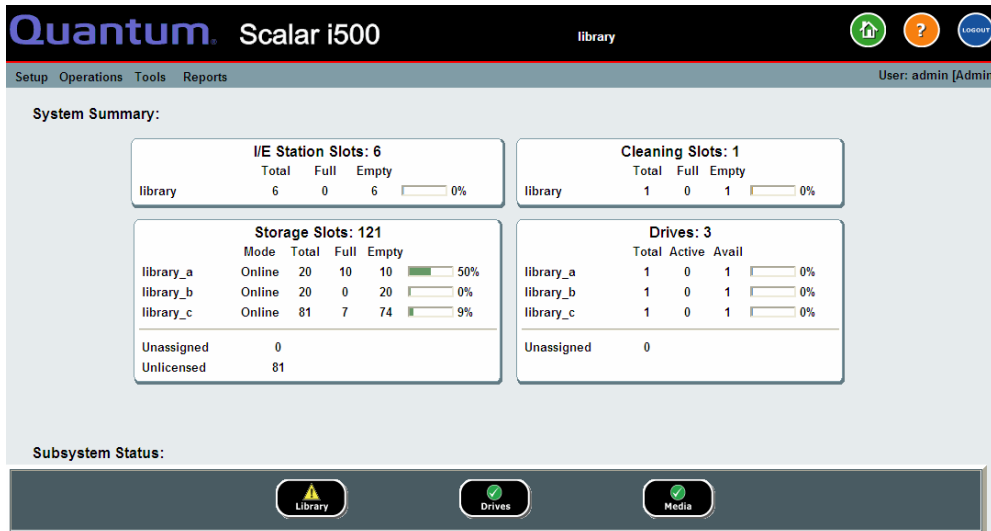 Quantum. Scalar i500 library ? LOGOUT
Setup Operations Tools Reports User: admin [Admin
System Summary:
I/E Station Slots: 6
Total Full Empty
library 6 0 6 0%
Cleaning Slots: 1
Total Full Empty
library 1 0 1 0%
Storage Slots: 121
Mode Total Full Empty
library_a Online 20 10 10 50%
library_b Online 20 0 20 0%
library_c Online 81 7 74 9%
Unassigned 0
Unlicensed 81
Drives: 3
Total Active Avail
library_a 1 0 1 0%
library_b 1 0 1 0%
library_c 1 0 1 0%
Unassigned 0
Subsystem Status:
Library Drives Media